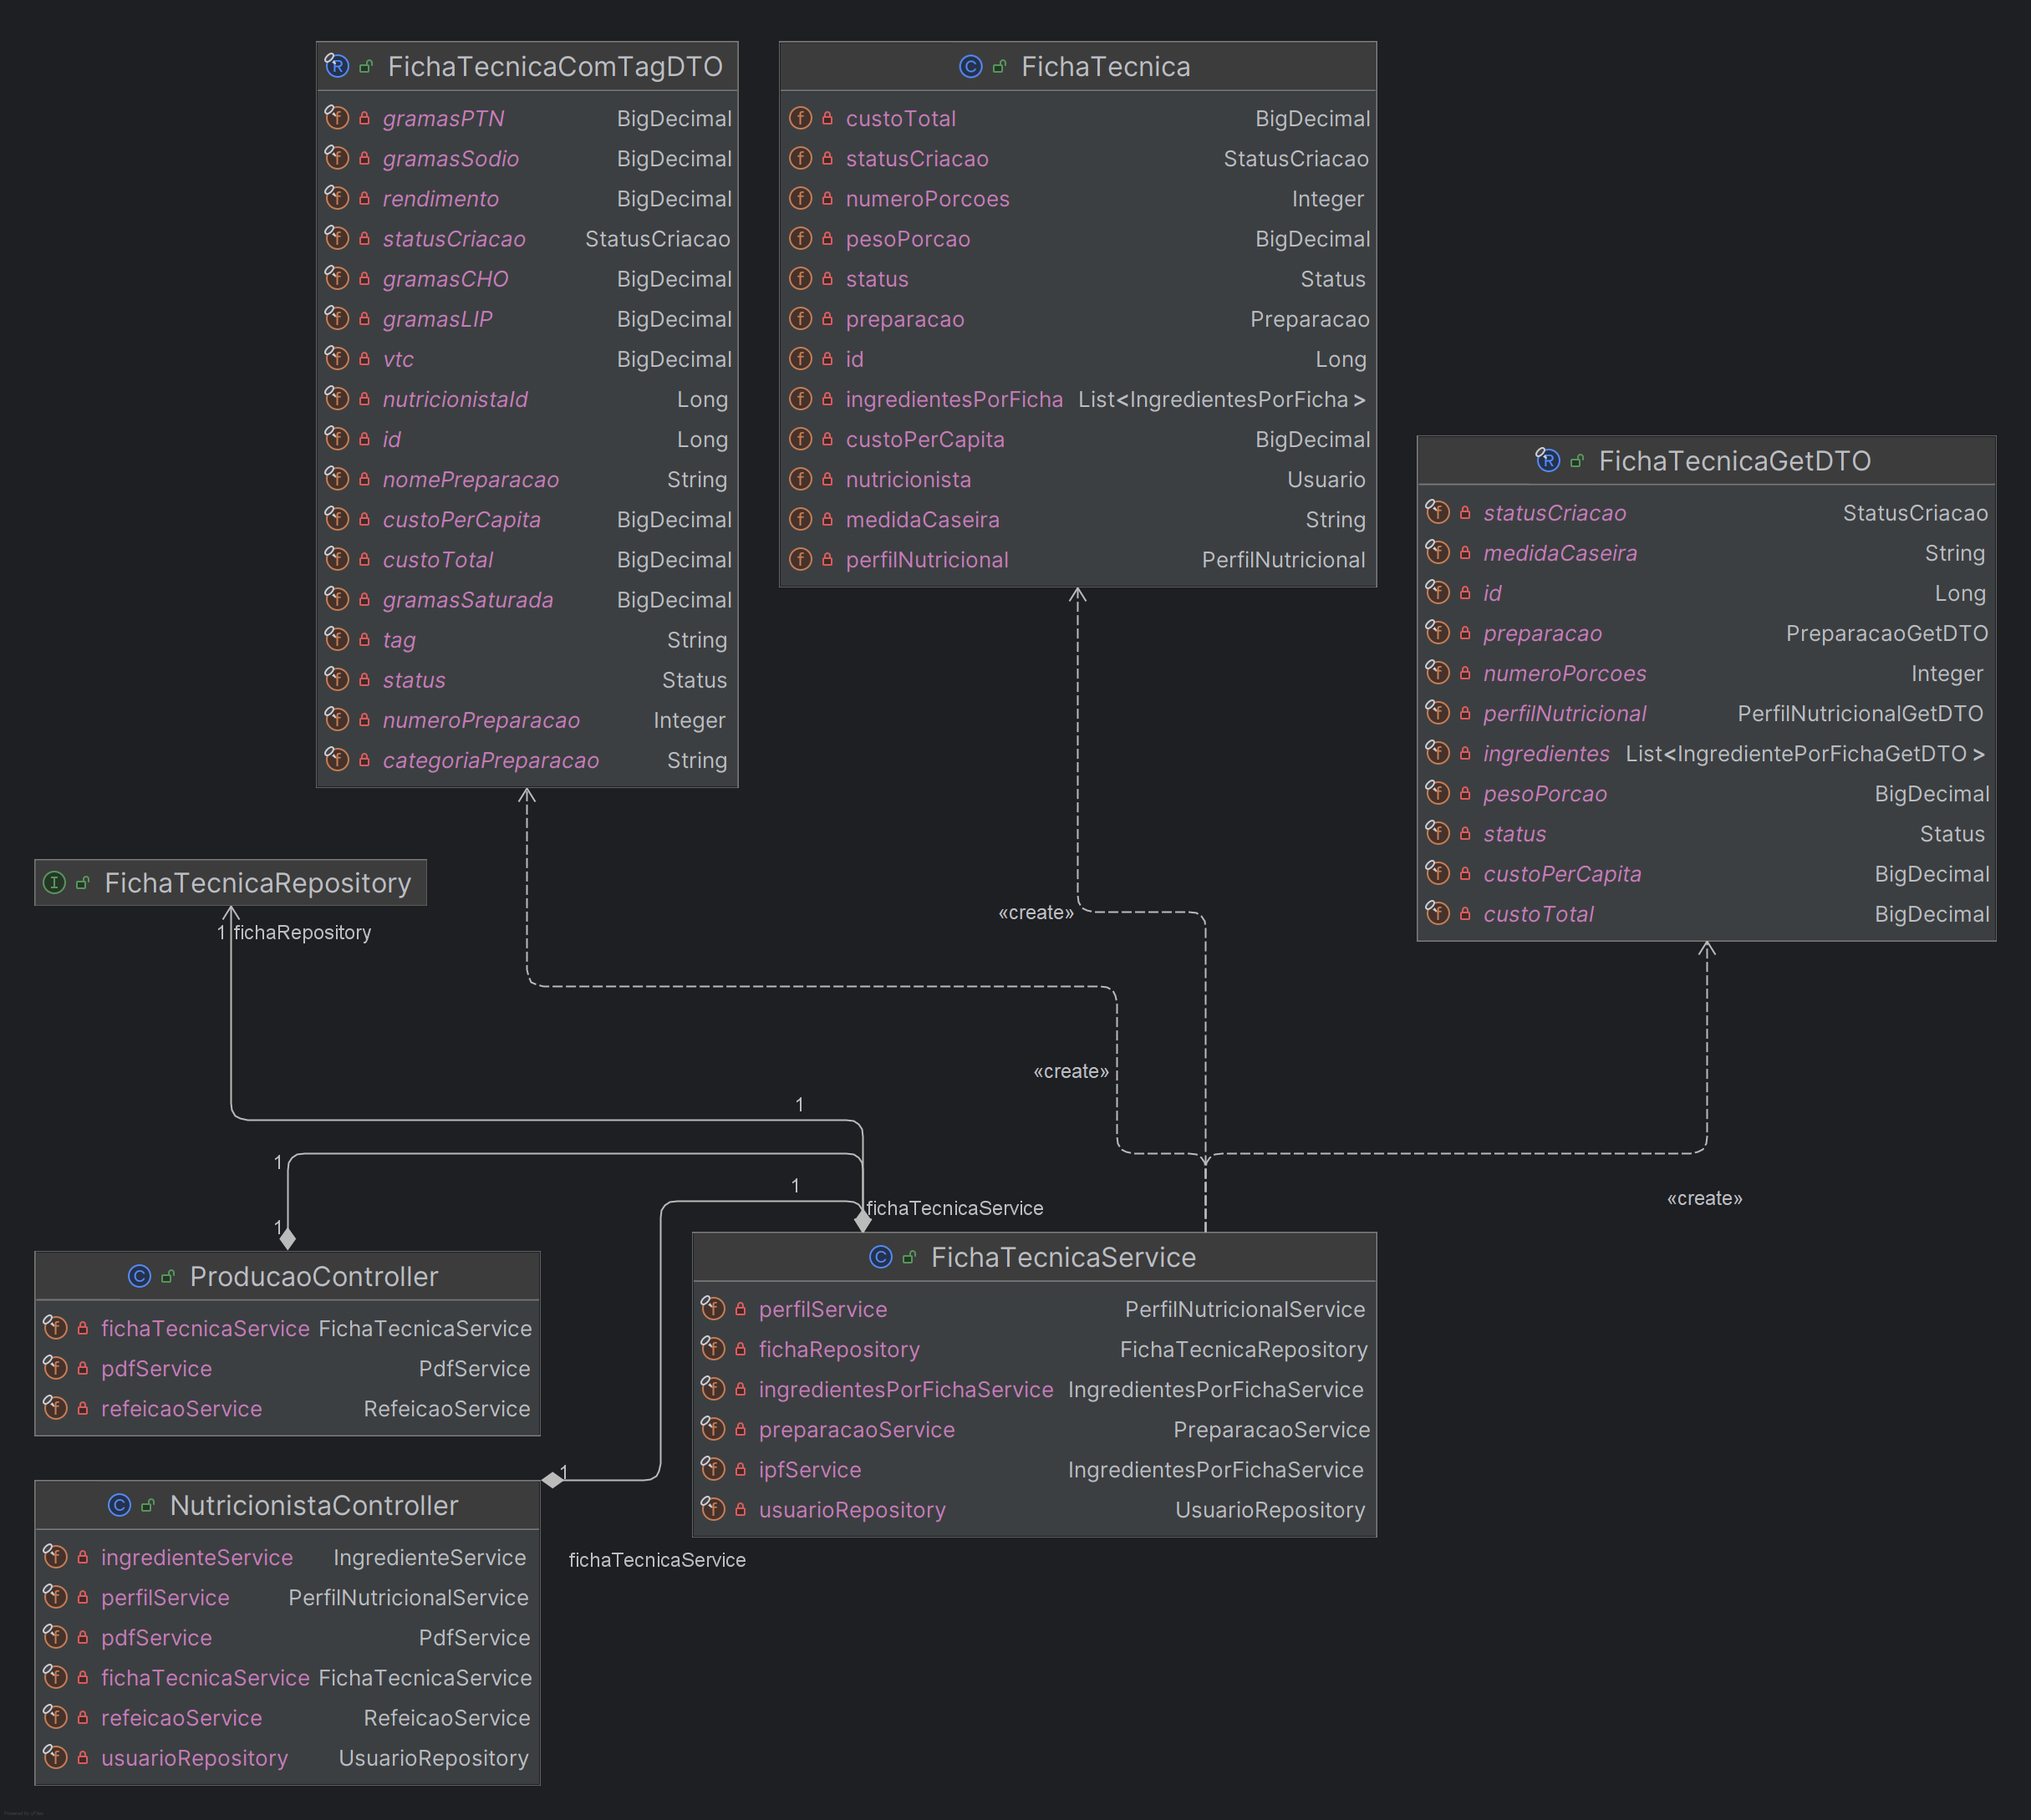 FichaTecnicaComTagDTO
gramasPTN BigDecimal
gramasSodio BigDecimal
rendimento BigDecimal
statusCriacao StatusCriacao
gramasCHO BigDecimal
gramasLIP BigDecimal
vtc BigDecimal
nutricionistaId Long
id Long
nomePreparacao String
custoPerCapita BigDecimal
custoTotal BigDecimal
gramasSaturada BigDecimal
tag String
status Status
numeroPreparacao Integer
categoriaPreparacao String
FichaTecnica
custoTotal BigDecimal
statusCriacao StatusCriacao
numeroPorcoes Integer
pesoPorcao BigDecimal
status Status
preparacao Preparacao
id Long
ingredientesPorFicha List<IngredientesPorFicha>
custoPerCapita BigDecimal
nutricionista Usuario
medidaCaseira String
perfilNutricional PerfilNutricional
FichaTecnicaGetDTO
statusCriacao StatusCriacao
medidaCaseira String
id Long
preparacao PreparacaoGetDTO
numeroPorcoes Integer
perfilNutricional PerfilNutricionalGetDTO
ingredientes List<IngredientePorFichaGetDTO>
pesoPorcao BigDecimal
status Status
custoPerCapita BigDecimal
custoTotal BigDecimal
FichaTecnicaRepository
1 fichaRepository
«create»
«create»
1
1
1
«create»
fichaTecnicaService
1
ProducaoController
fichaTecnicaService FichaTecnicaService
pdfService PdfService
refeicaoService RefeicaoService
FichaTecnicaService
perfilService PerfilNutricionalService
fichaRepository FichaTecnicaRepository
ingredientesPorFichaService IngredientesPorFichaService
preparacaoService PreparacaoService
ipfService IngredientesPorFichaService
usuarioRepository UsuarioRepository
1
fichaTecnicaService
NutricionistaController
ingredienteService IngredienteService
perfilService PerfilNutricionalService
pdfService PdfService
fichaTecnicaService FichaTecnicaService
refeicaoService RefeicaoService
usuarioRepository UsuarioRepository